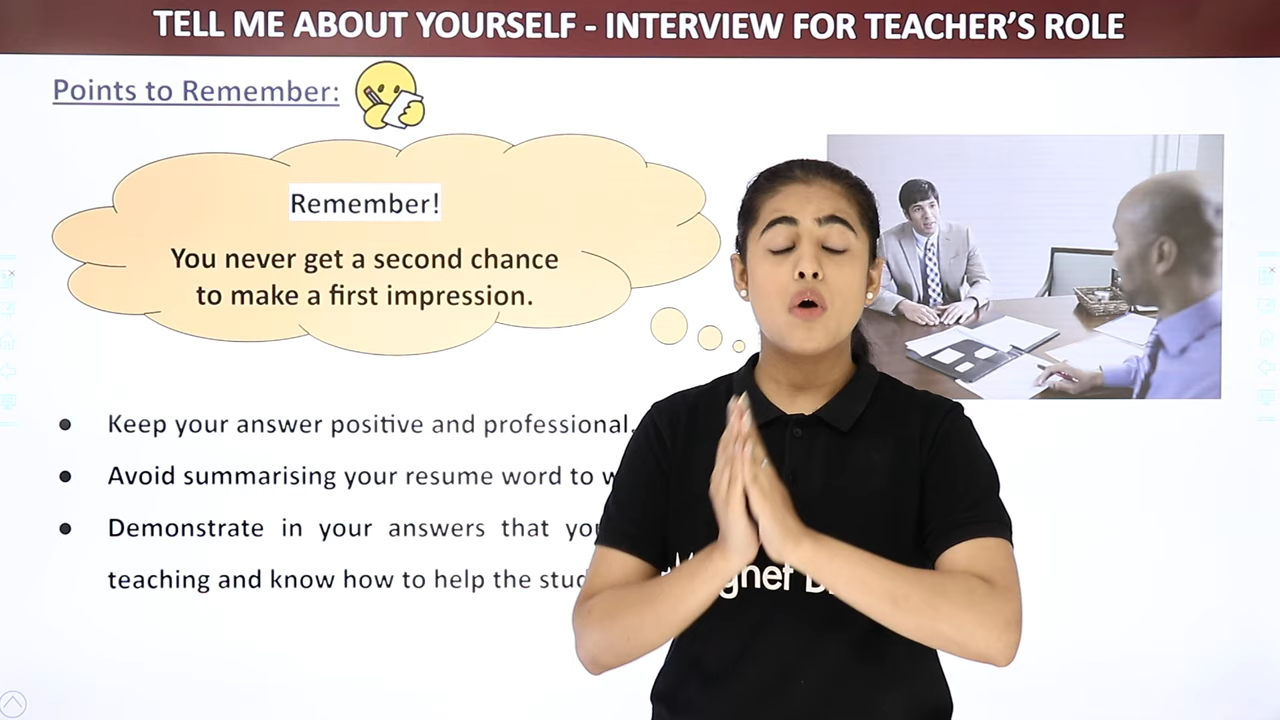 TELL ME ABOUT YOURSELF - INTERVIEW FOR TEACHER'S ROLE
Points to Remember:
Remember!
You never get a second chance
to make a first impression.
● Keep your answer positive and professional.
● Avoid summarising your resume word to
● Demonstrate in your answers that
teaching and know how to help the